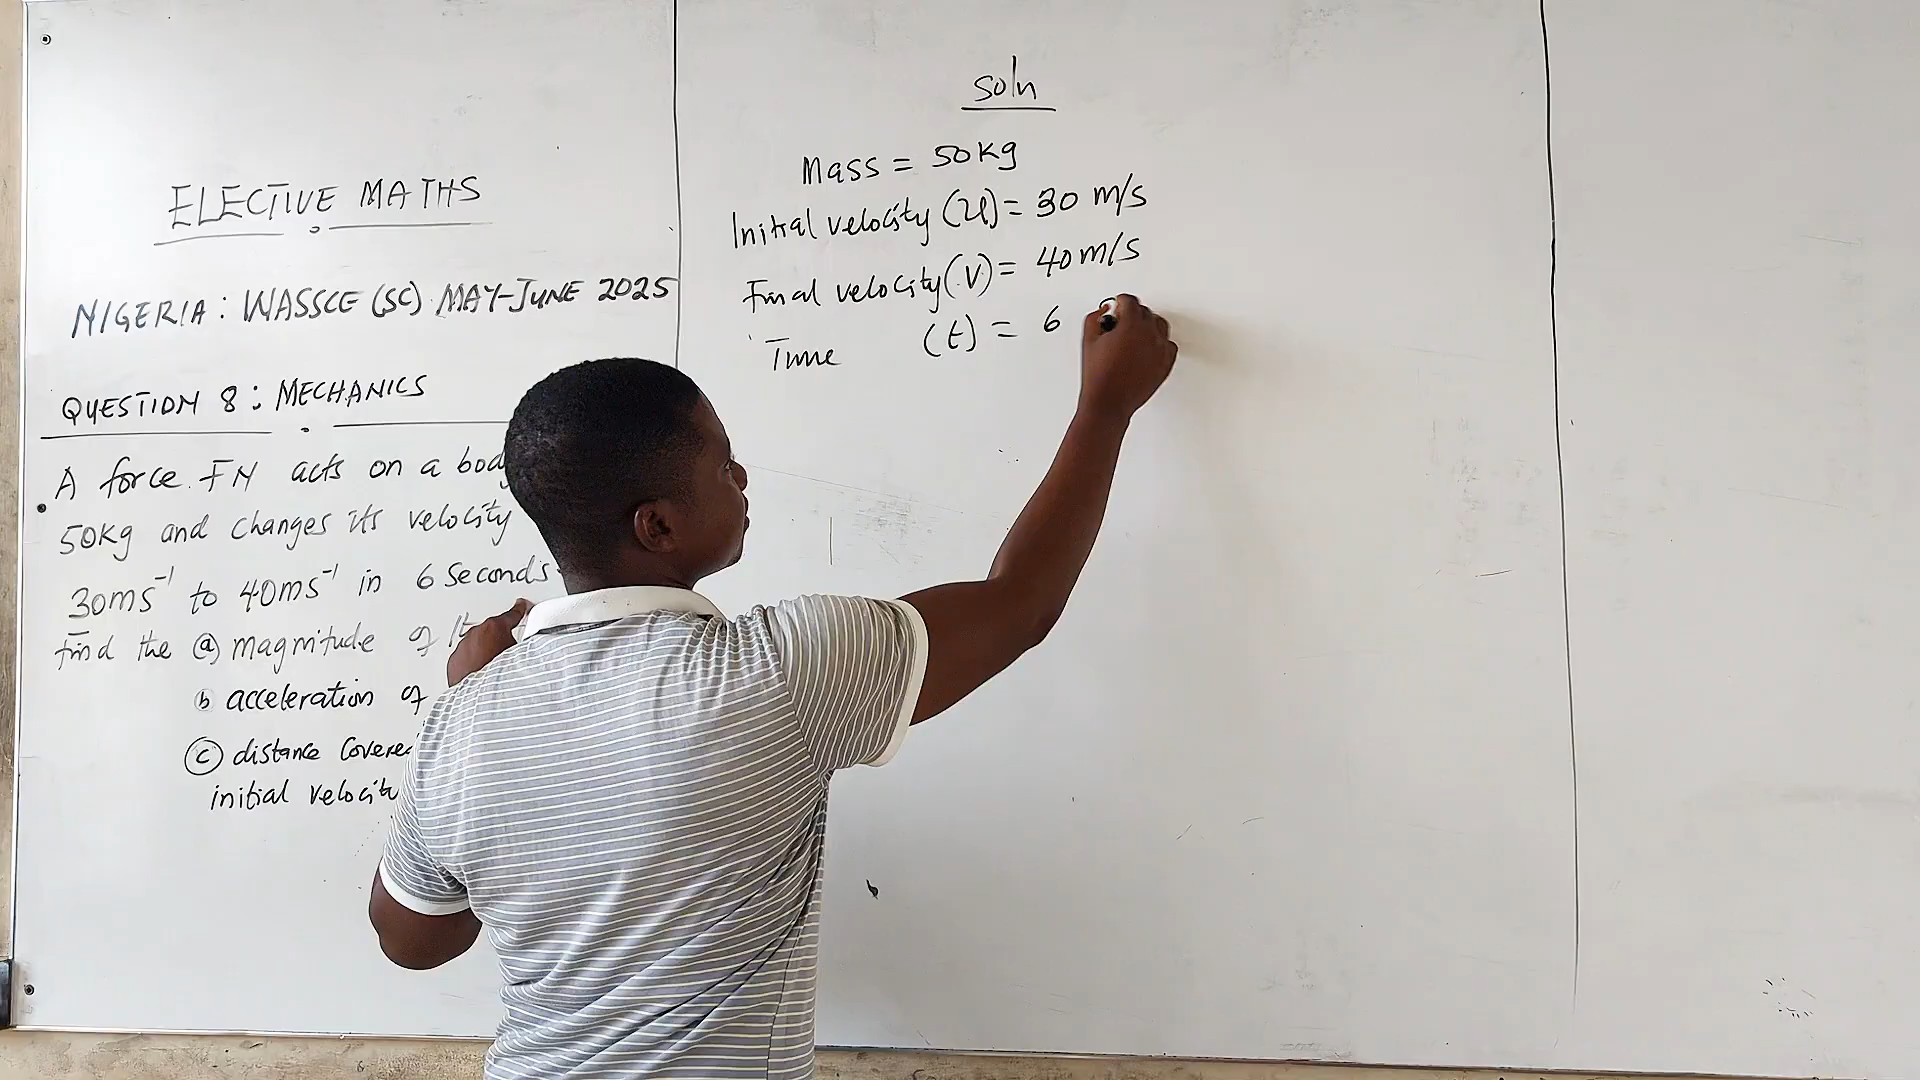 ELECTIVE MATHS
NIGERIA: WASSCE (SC) MAY-JUNE 2025
QUESTION 8: MECHANICS
A force FN acts on a body
50kg and changes its velocity
30ms⁻¹ to 40ms⁻¹ in 6 seconds.
find the (a) magnitude of
(b) acceleration of
(c) distance covered
initial velocity
soln
Mass = 50kg
Initial velocity (u) = 30 m/s
Final velocity (v) = 40m/s
Time (t) = 6